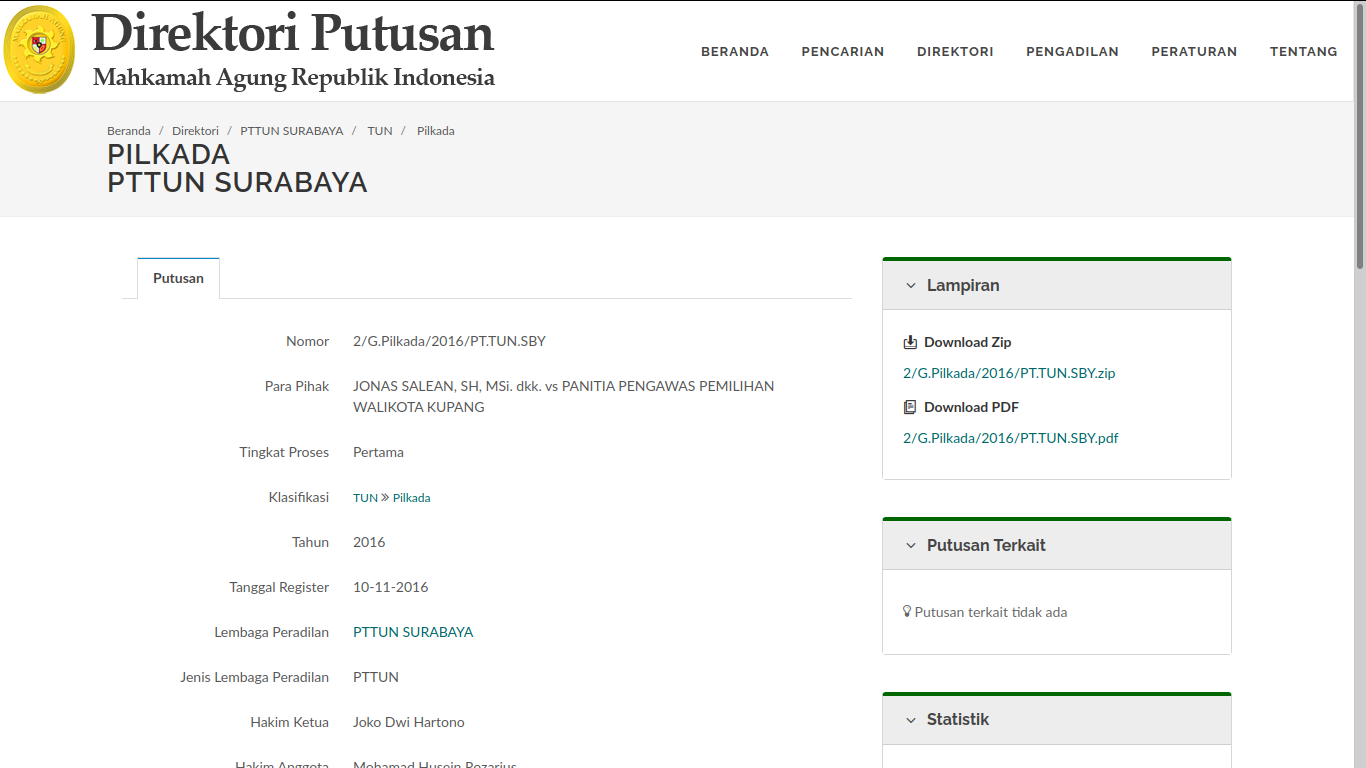 Direktori Putusan
Mahkamah Agung Republik Indonesia
BERANDA PENCARIAN DIREKTORI PENGADILAN PERATURAN TENTANG
Beranda / Direktori / PTTUN SURABAYA / TUN / Pilkada
PILKADA
PTTUN SURABAYA
Putusan
Nomor 2/G.Pilkada/2016/PT.TUN.SBY
Para Pihak JONAS SALEAN, SH, MSi. dkk. vs PANITIA PENGAWAS PEMILIHAN
WALIKOTA KUPANG
Tingkat Proses Pertama
Klasifikasi TUN » Pilkada
Tahun 2016
Tanggal Register 10-11-2016
Lembaga Peradilan PTTUN SURABAYA
Jenis Lembaga Peradilan PTTUN
Hakim Ketua Joko Dwi Hartono
Hakim Anggota Mohamad Husein Rozarius
Lampiran
Download Zip
2/G.Pilkada/2016/PT.TUN.SBY.zip
Download PDF
2/G.Pilkada/2016/PT.TUN.SBY.pdf
Putusan Terkait
Putusan terkait tidak ada
Statistik